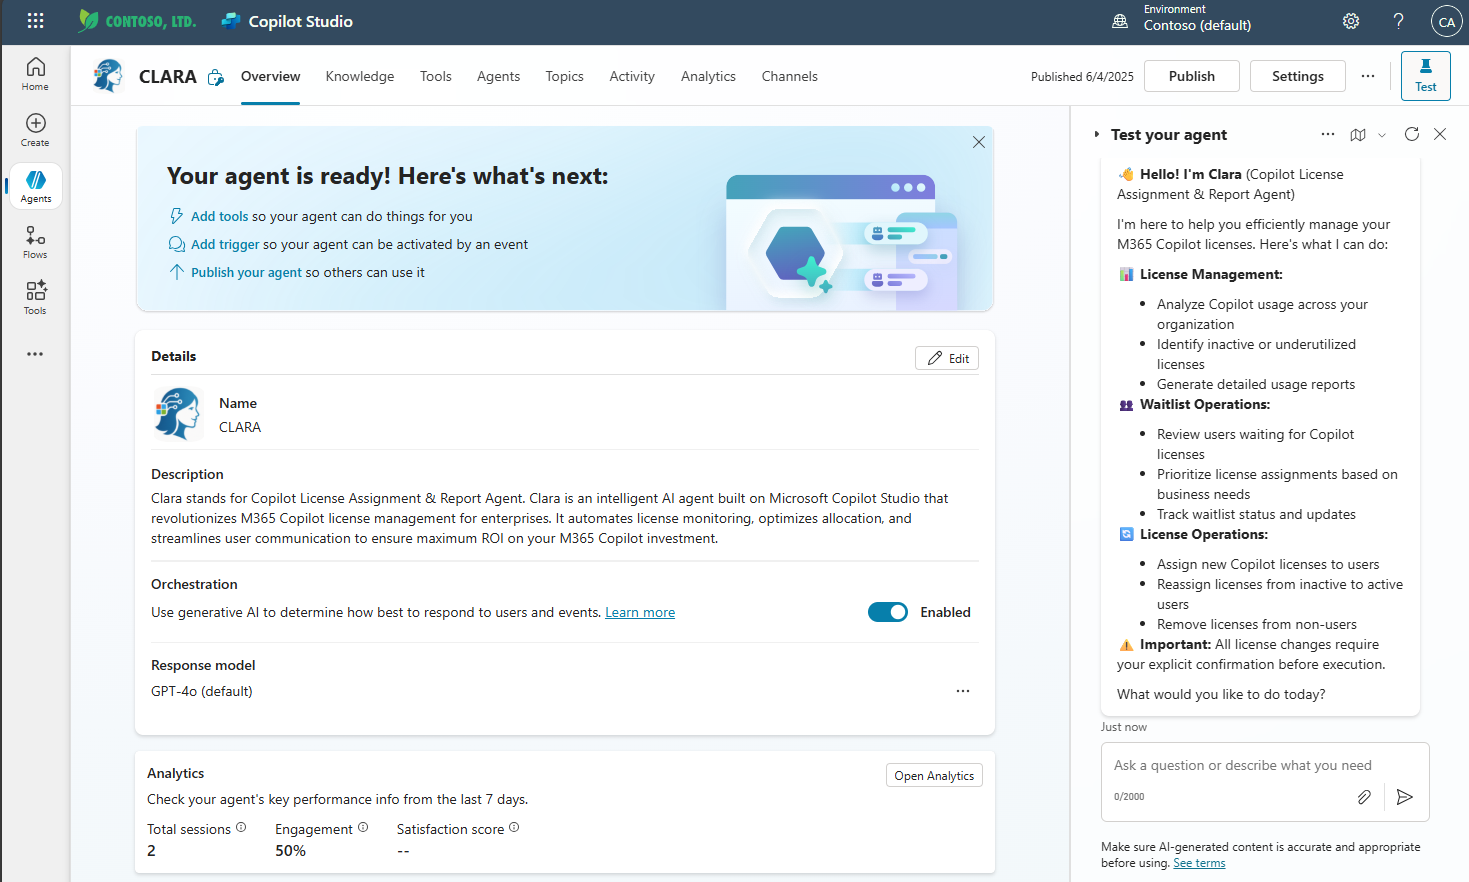 CONTOSO, LTD.
Copilot Studio
Environment
Contoso (default)
?
CA
Home
Create
Agents
Flows
Tools
CLARA
Overview
Knowledge
Tools
Agents
Topics
Activity
Analytics
Channels
Published 6/4/2025
Publish
Settings
Test
Your agent is ready! Here's what's next:
Add tools so your agent can do things for you
Add trigger so your agent can be activated by an event
Publish your agent so others can use it
Details
Edit
Name
CLARA
Description
Clara stands for Copilot License Assignment & Report Agent. Clara is an intelligent AI agent built on Microsoft Copilot Studio that
revolutionizes M365 Copilot license management for enterprises. It automates license monitoring, optimizes allocation, and
streamlines user communication to ensure maximum ROI on your M365 Copilot investment.
Orchestration
Use generative AI to determine how best to respond to users and events. Learn more
Enabled
Response model
GPT-4o (default)
Analytics
Open Analytics
Check your agent's key performance info from the last 7 days.
Total sessions
Engagement
Satisfaction score
2
50%
--
Test your agent
👋 Hello! I'm Clara (Copilot License
Assignment & Report Agent)
I'm here to help you efficiently manage your
M365 Copilot licenses. Here's what I can do:
📊 License Management:
• Analyze Copilot usage across your
organization
• Identify inactive or underutilized
licenses
• Generate detailed usage reports
👥 Waitlist Operations:
• Review users waiting for Copilot
licenses
• Prioritize license assignments based on
business needs
• Track waitlist status and updates
🔄 License Operations:
• Assign new Copilot licenses to users
• Reassign licenses from inactive to active
users
• Remove licenses from non-users
⚠️ Important: All license changes require
your explicit confirmation before execution.
What would you like to do today?
Just now
Ask a question or describe what you need
0/2000
Make sure AI-generated content is accurate and appropriate
before using. See terms